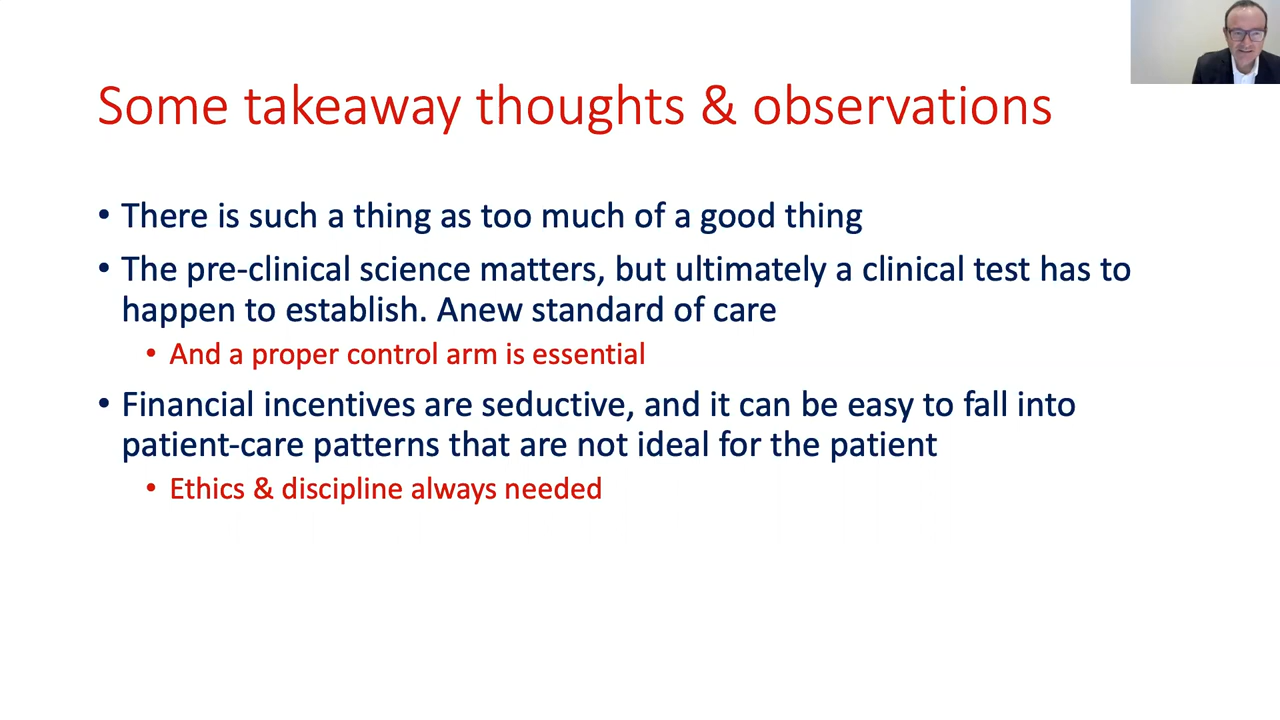 Some takeaway thoughts & observations
• There is such a thing as too much of a good thing
• The pre-clinical science matters, but ultimately a clinical test has to
happen to establish. Anew standard of care
• And a proper control arm is essential
• Financial incentives are seductive, and it can be easy to fall into
patient-care patterns that are not ideal for the patient
• Ethics & discipline always needed